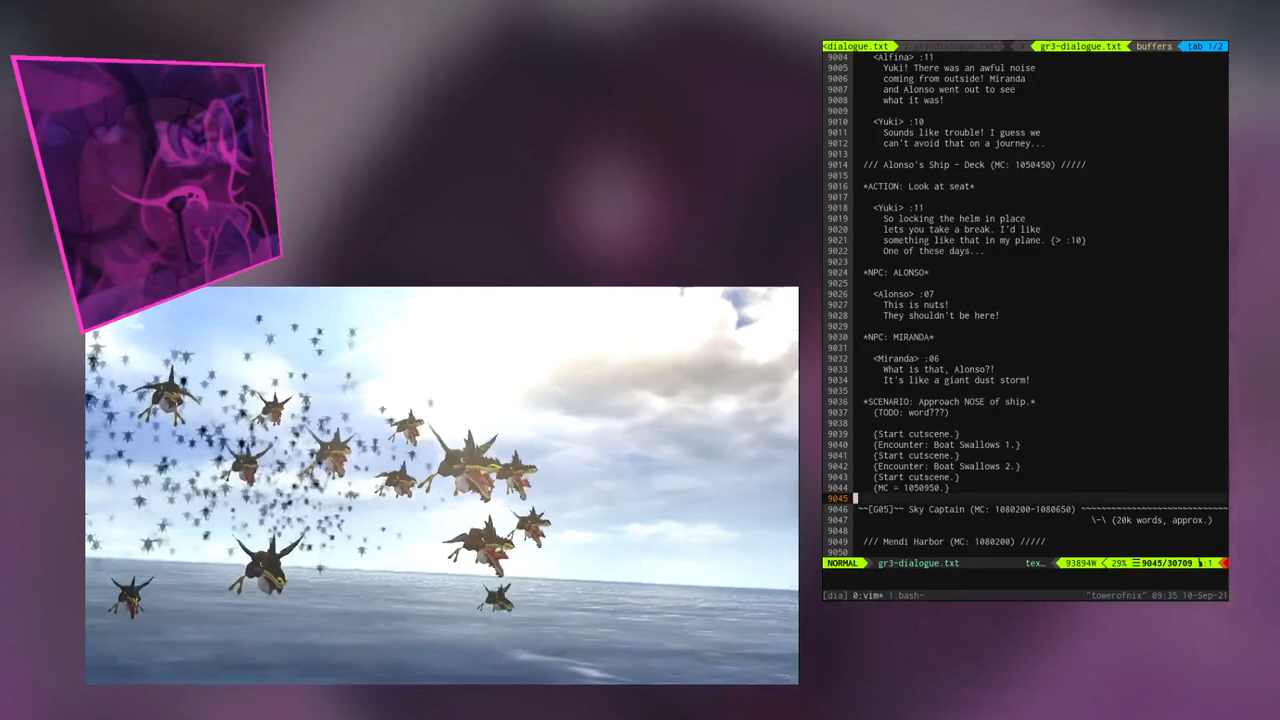 <dialogue.txt gr3-dialogue.txt gr3-dialogue.txt buffers tab 1/2
9004 <Alfina> :11
9005 Yuki! There was an awful noise
9006 coming from outside! Miranda
9007 and Alonso went out to see
9008 what it was!
9009
9010 <Yuki> :10
9011 Sounds like trouble! I guess we
9012 can't avoid that on a journey...
9013
9014 /// Alonso's Ship - Deck (MC: 1050450) /////
9015
9016 *ACTION: Look at seat*
9017
9018 <Yuki> :11
9019 So locking the helm in place
9020 lets you take a break. I'd like
9021 something like that in my plane. {> :10}
9022 One of these days...
9023
9024 *NPC: ALONSO*
9025
9026 <Alonso> :07
9027 This is nuts!
9028 They shouldn't be here!
9029
9030 *NPC: MIRANDA*
9031
9032 <Miranda> :06
9033 What is that, Alonso?!
9034 It's like a giant dust storm!
9035
9036 *SCENARIO: Approach NOSE of ship.*
9037 (TODO: word???)
9038
9039 {Start cutscene.}
9040 {Encounter: Boat Swallows 1.}
9041 {Start cutscene.}
9042 {Encounter: Boat Swallows 2.}
9043 {Start cutscene.}
9044 {MC = 1050950.}
9045
9046 ~~[G05]~~ Sky Captain (MC: 1080200-1080650) ~~~~~~~~~~~~~~~~~~~~~~~~~~~
9047 \-\ (20k words, approx.)
9048
9049 /// Mendi Harbor (MC: 1080200) /////
9050
NORMAL gr3-dialogue.txt tex… 93894W 29% 9045/30709 :1
[dia] 0:vim* 1:bash- "towerofnix" 09:35 10-Sep-21